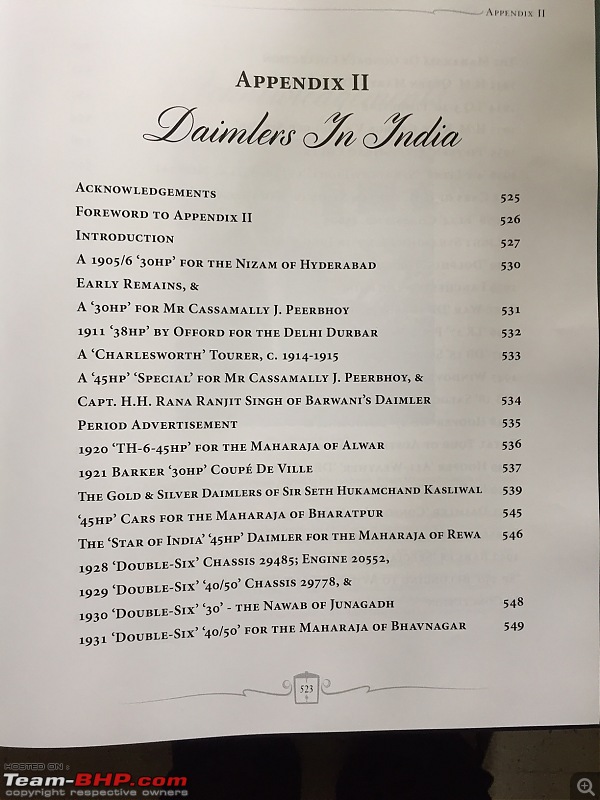 Appendix II
Appendix II
Daimlers In India
Acknowledgements 525
Foreword to Appendix II 526
Introduction 527
A 1905/6 ‘30hp’ for the Nizam of Hyderabad 530
Early Remains, &
A ‘30hp’ for Mr Cassamally J. Peerbhoy 531
1911 ‘38hp’ by Offord for the Delhi Durbar 532
A ‘Charlesworth’ Tourer, c. 1914-1915 533
A ‘45hp’ ‘Special’ for Mr Cassamally J. Peerbhoy, &
Capt. H.H. Rana Ranjit Singh of Barwani’s Daimler 534
Period Advertisement 535
1920 ‘TH-6-45hp’ for the Maharaja of Alwar 536
1921 Barker ‘30hp’ Coupé De Ville 537
The Gold & Silver Daimlers of Sir Seth Hukamchand Kasliwal 539
‘45hp’ Cars for the Maharaja of Bharatpur 545
The ‘Star of India’ ‘45hp’ Daimler for the Maharaja of Rewa 546
1928 ‘Double-Six’ Chassis 29485; Engine 20552,
1929 ‘Double-Six’ ‘40/50’ Chassis 29778, &
1930 ‘Double-Six’ ‘30’ - the Nawab of Junagadh 548
1931 ‘Double-Six’ ‘40/50’ for the Maharaja of Bhavnagar 549
523
HOSTED ON :
Team-BHP.com
copyright respective owners